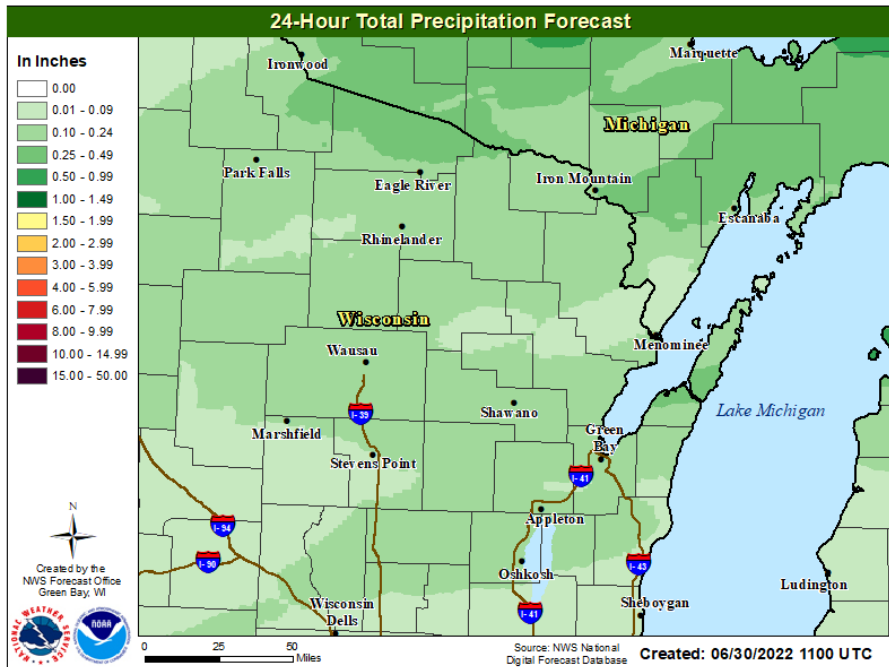 24-Hour Total Precipitation Forecast
In Inches
0.00
0.01 - 0.09
0.10 - 0.24
0.25 - 0.49
0.50 - 0.99
1.00 - 1.49
1.50 - 1.99
2.00 - 2.99
3.00 - 3.99
4.00 - 5.99
6.00 - 7.99
8.00 - 9.99
10.00 - 14.99
15.00 - 50.00
Ironwood
Marquette
Michigan
Park Falls
Eagle River
Iron Mountain
Escanaba
Rhinelander
Wisconsin
Menominee
Wausau
I-39
Shawano
Lake Michigan
Marshfield
Green
Bay
Stevens Point
I-41
Appleton
I-94
I-90
Oshkosh
I-43
Ludington
Wisconsin
Dells
I-41
Sheboygan
N
Created by the
NWS Forecast Office
Green Bay, WI
NATIONAL WEATHER SERVICE
NOAA
0 25 50
Miles
Source: NWS National
Digital Forecast Database
Created: 06/30/2022 1100 UTC